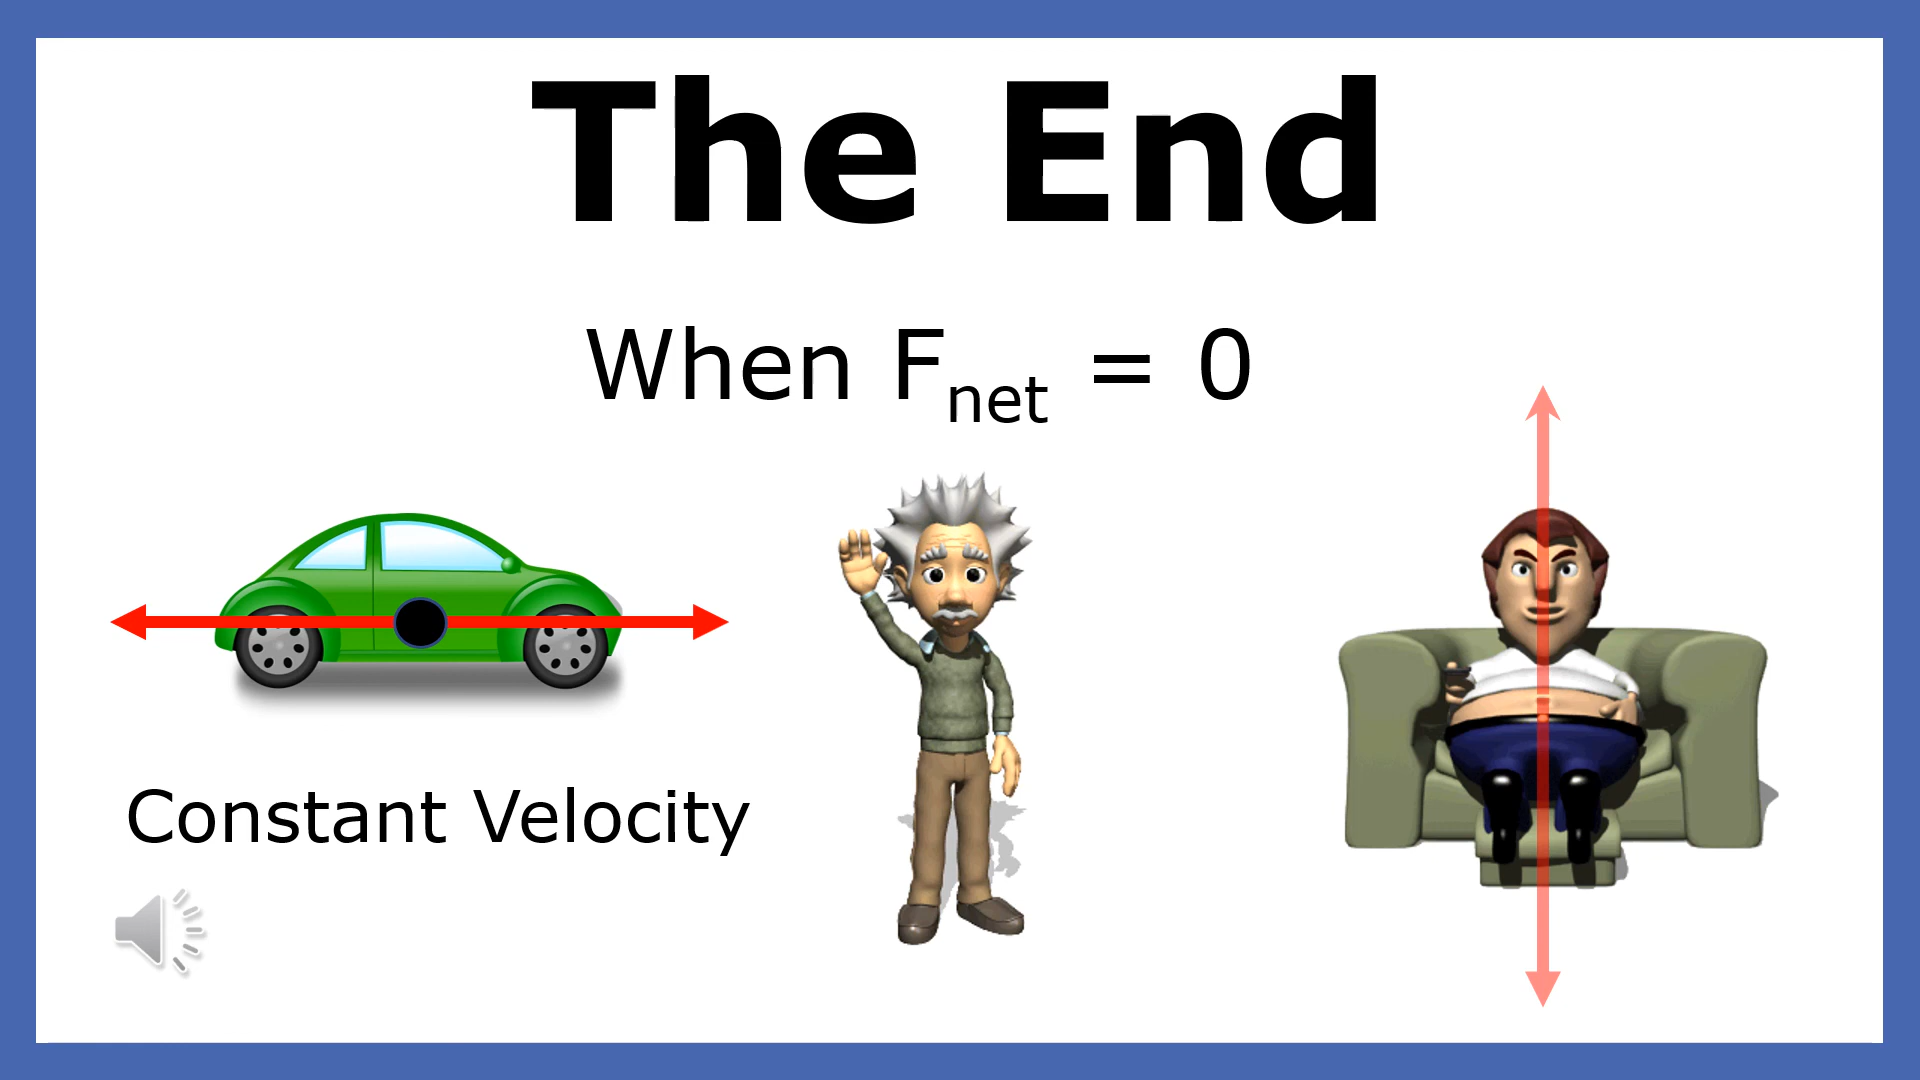 The End
When Fnet = 0
Constant Velocity